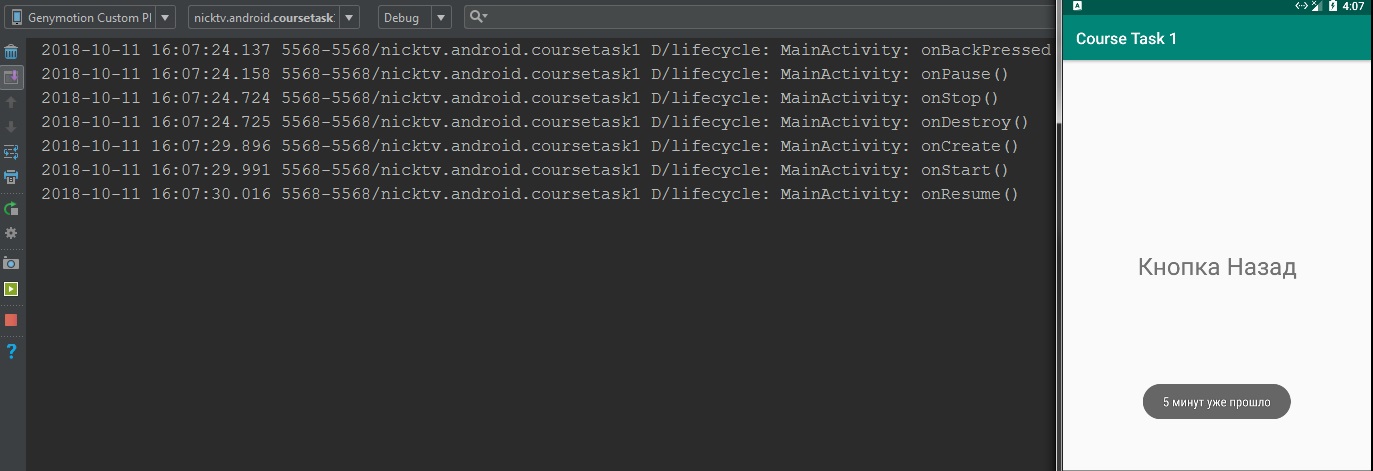 Genymotion Custom Pl
nicktv.android.coursetask
Debug
2018-10-11 16:07:24.137 5568-5568/nicktv.android.coursetask1 D/lifecycle: MainActivity: onBackPressed
2018-10-11 16:07:24.158 5568-5568/nicktv.android.coursetask1 D/lifecycle: MainActivity: onPause()
2018-10-11 16:07:24.724 5568-5568/nicktv.android.coursetask1 D/lifecycle: MainActivity: onStop()
2018-10-11 16:07:24.725 5568-5568/nicktv.android.coursetask1 D/lifecycle: MainActivity: onDestroy()
2018-10-11 16:07:29.896 5568-5568/nicktv.android.coursetask1 D/lifecycle: MainActivity: onCreate()
2018-10-11 16:07:29.991 5568-5568/nicktv.android.coursetask1 D/lifecycle: MainActivity: onStart()
2018-10-11 16:07:30.016 5568-5568/nicktv.android.coursetask1 D/lifecycle: MainActivity: onResume()
?
A
4:07
Course Task 1
Кнопка Назад
5 минут уже прошло